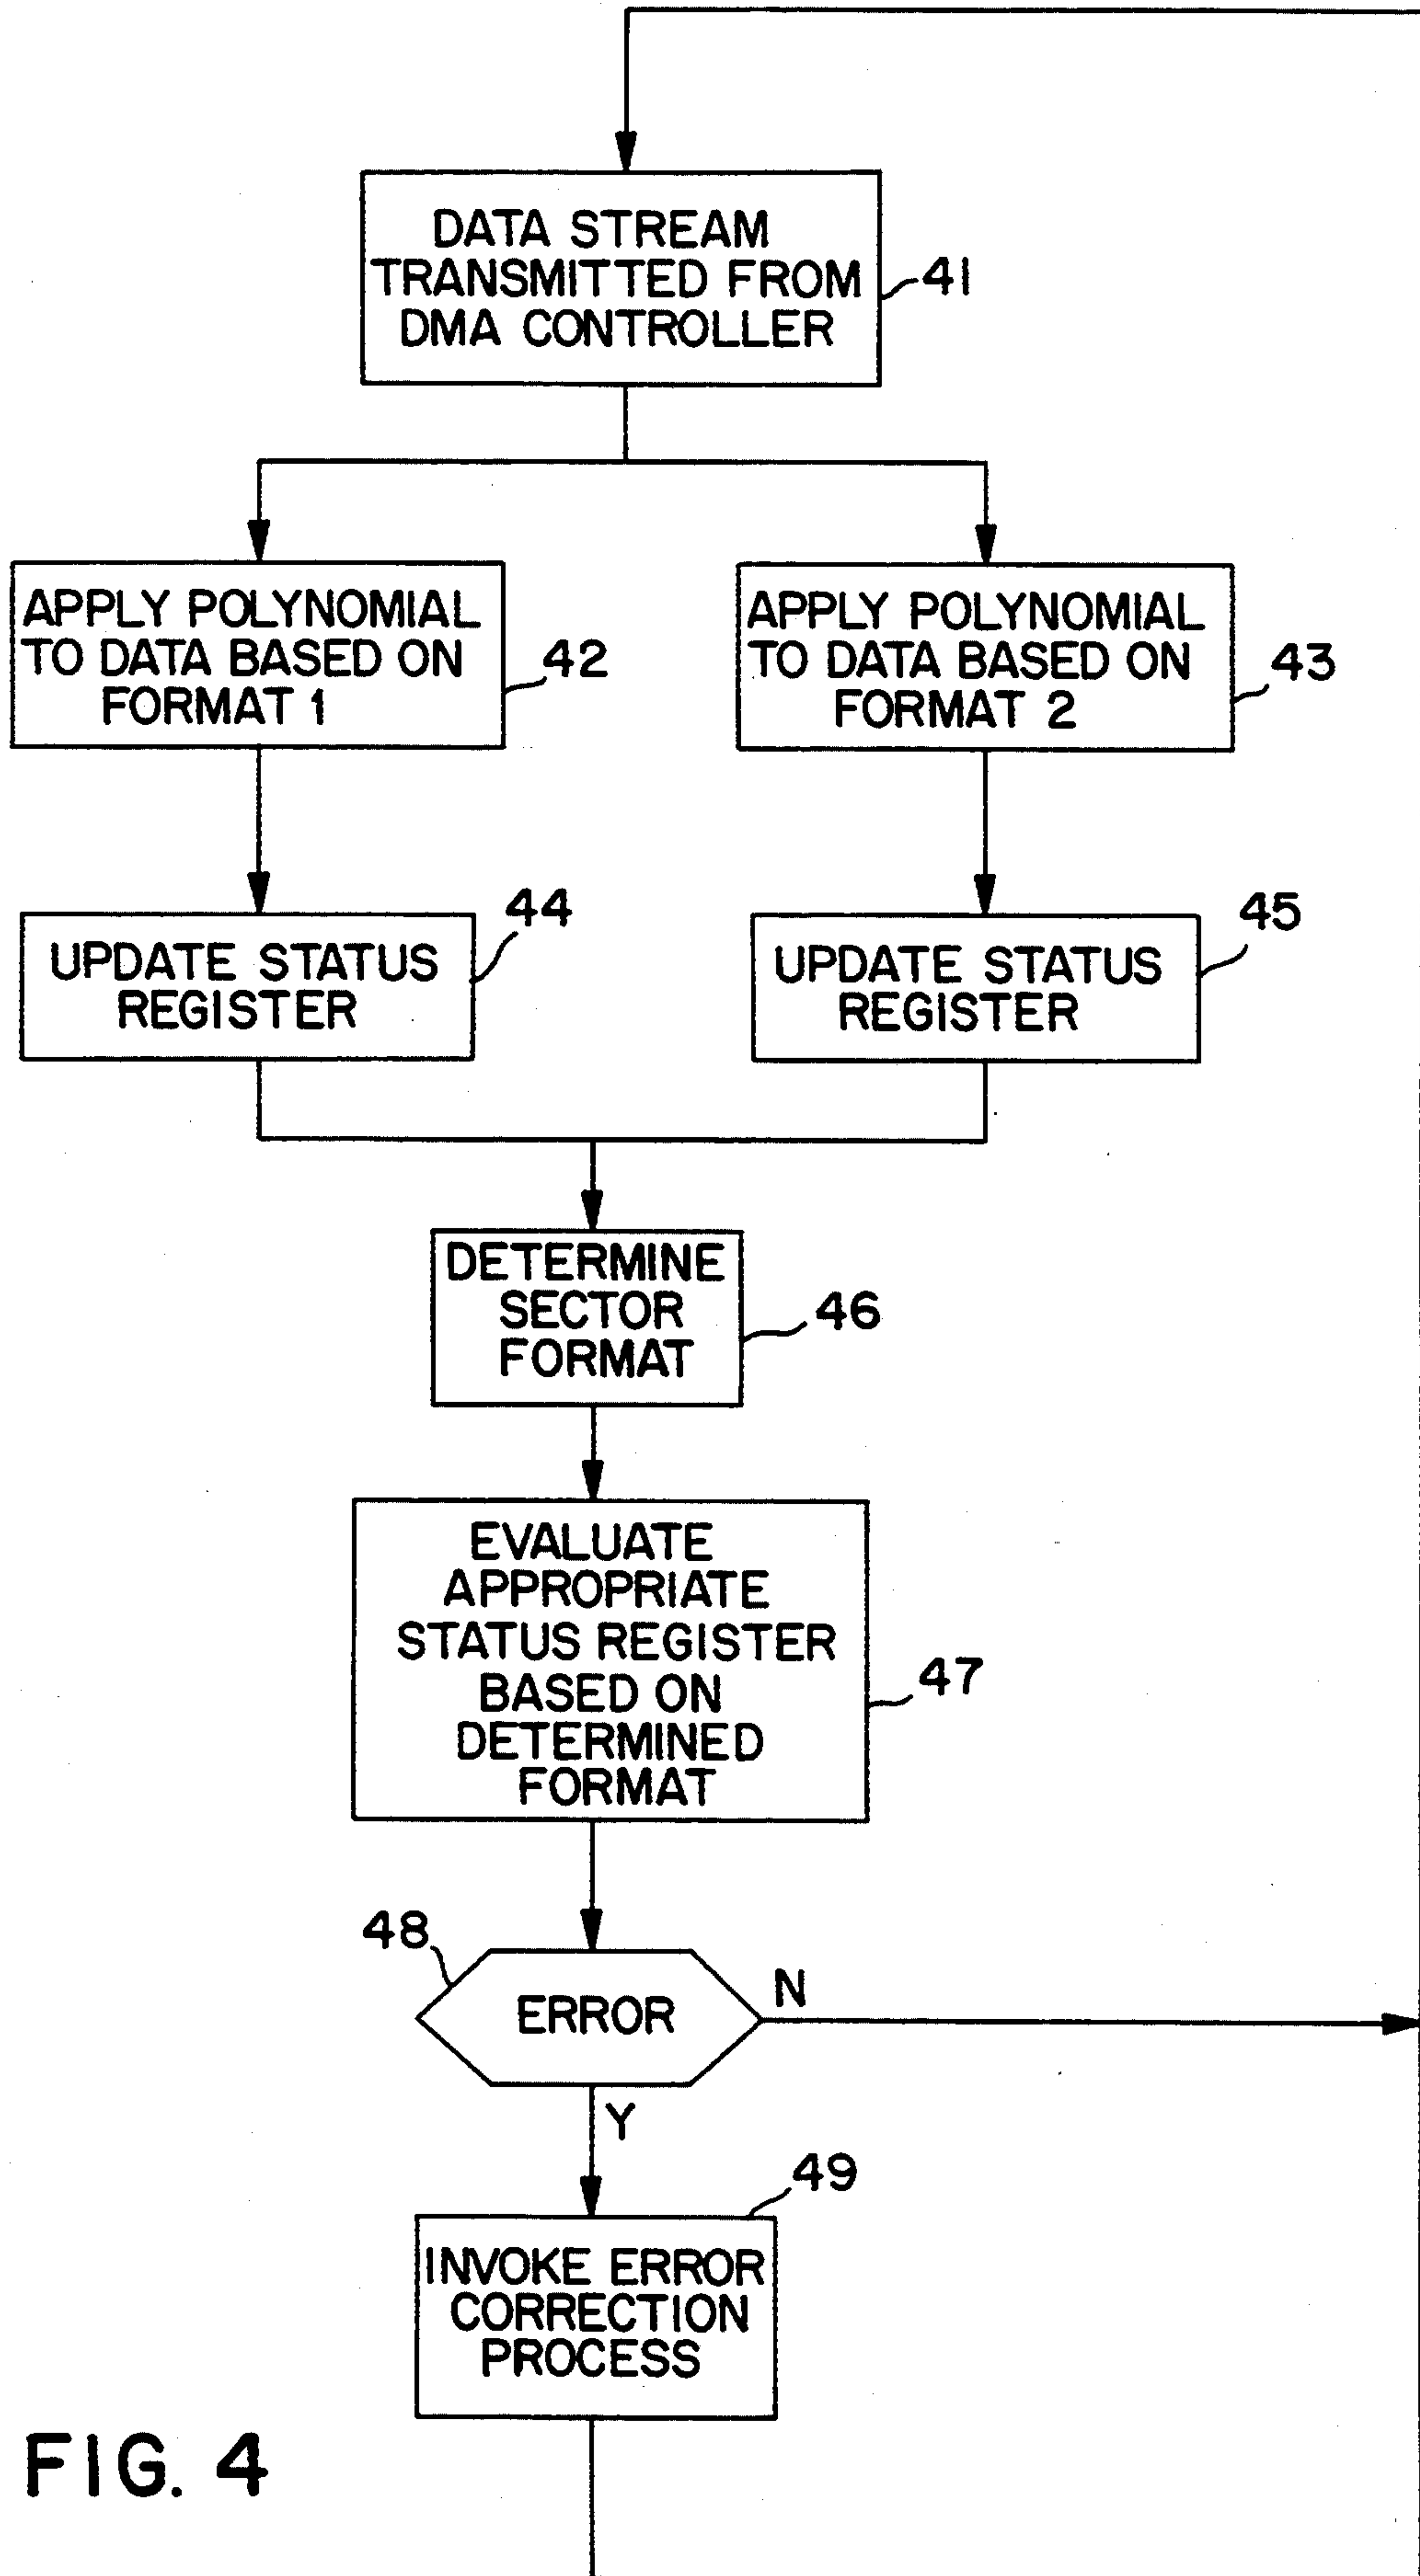 DATA STREAM
TRANSMITTED FROM
DMA CONTROLLER
41
APPLY POLYNOMIAL
TO DATA BASED ON
FORMAT 1
42
APPLY POLYNOMIAL
TO DATA BASED ON
FORMAT 2
43
UPDATE STATUS
REGISTER
44
UPDATE STATUS
REGISTER
45
DETERMINE
SECTOR
FORMAT
46
EVALUATE
APPROPRIATE
STATUS REGISTER
BASED ON
DETERMINED
FORMAT
47
48
ERROR
N
Y
49
INVOKE ERROR
CORRECTION
PROCESS
FIG. 4